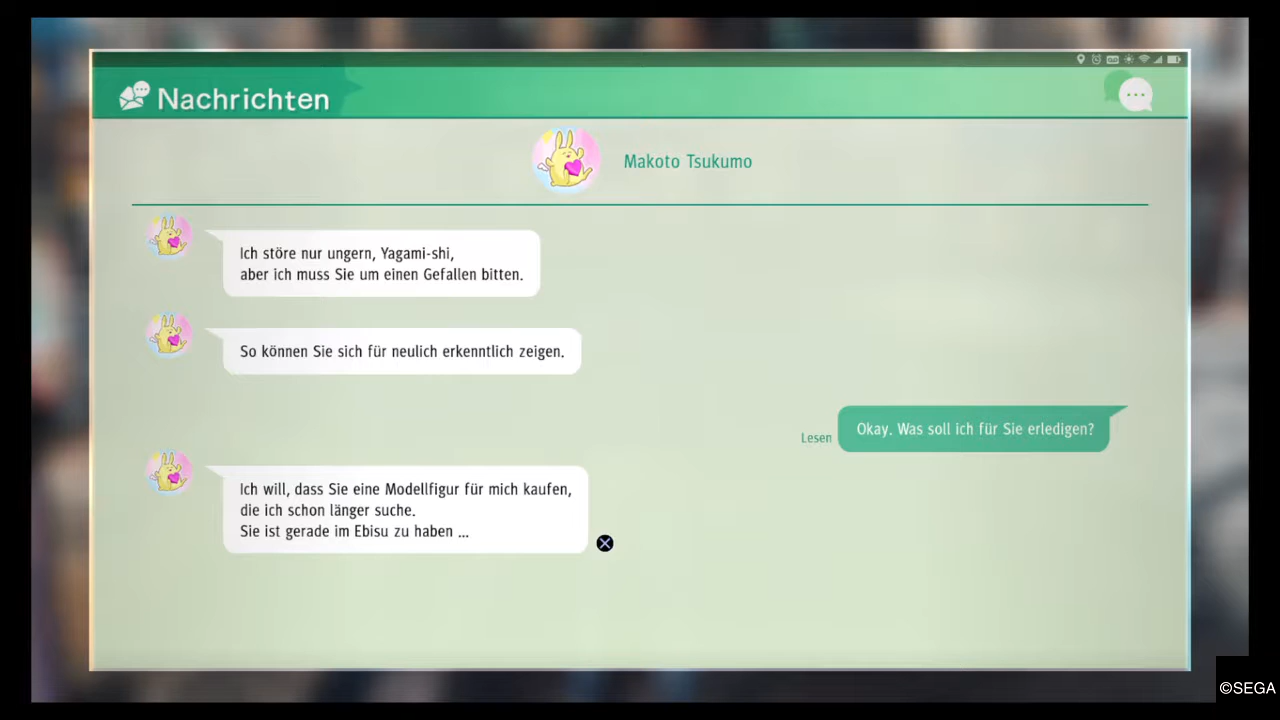 Nachrichten
Makoto Tsukumo
Ich störe nur ungern, Yagami-shi,
aber ich muss Sie um einen Gefallen bitten.
So können Sie sich für neulich erkenntlich zeigen.
Okay. Was soll ich für Sie erledigen?
Lesen
Ich will, dass Sie eine Modellfigur für mich kaufen,
die ich schon länger suche.
Sie ist gerade im Ebisu zu haben ...
©SEGA